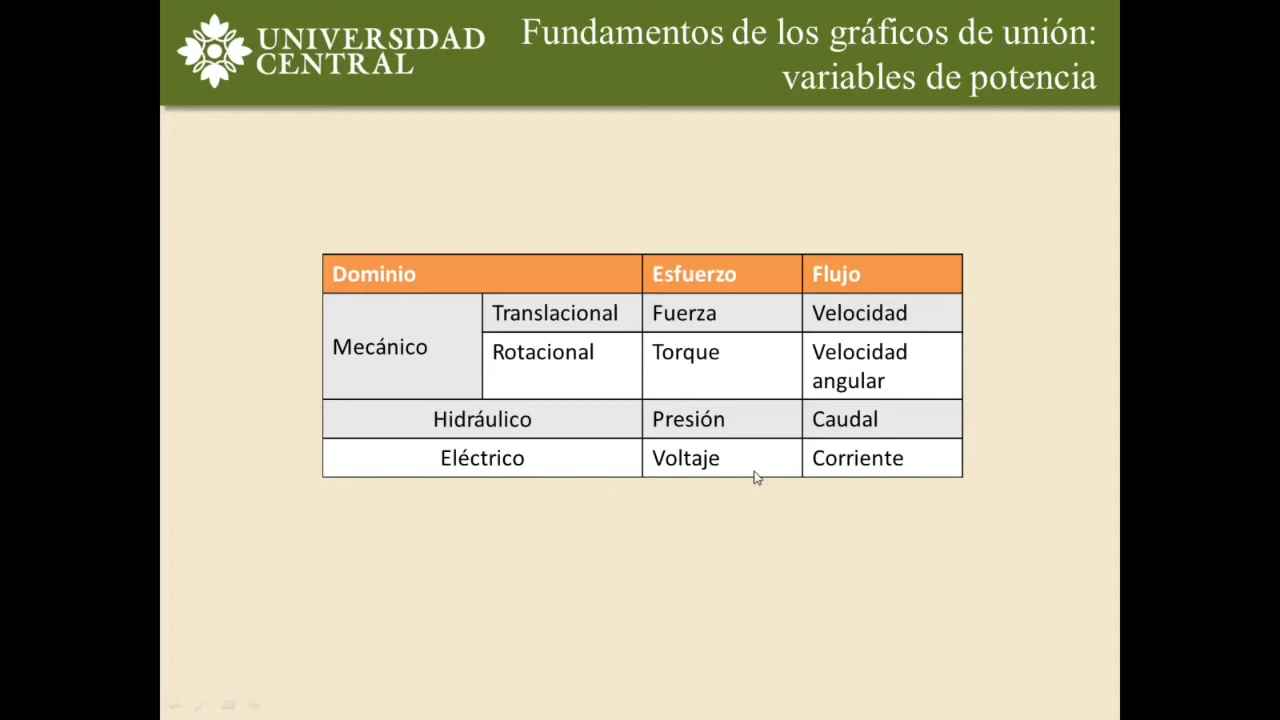 UNIVERSIDAD
CENTRAL
Fundamentos de los gráficos de unión:
variables de potencia
Dominio Esfuerzo Flujo
Mecánico Translacional Fuerza Velocidad
Rotacional Torque Velocidad
angular
Hidráulico Presión Caudal
Eléctrico Voltaje Corriente